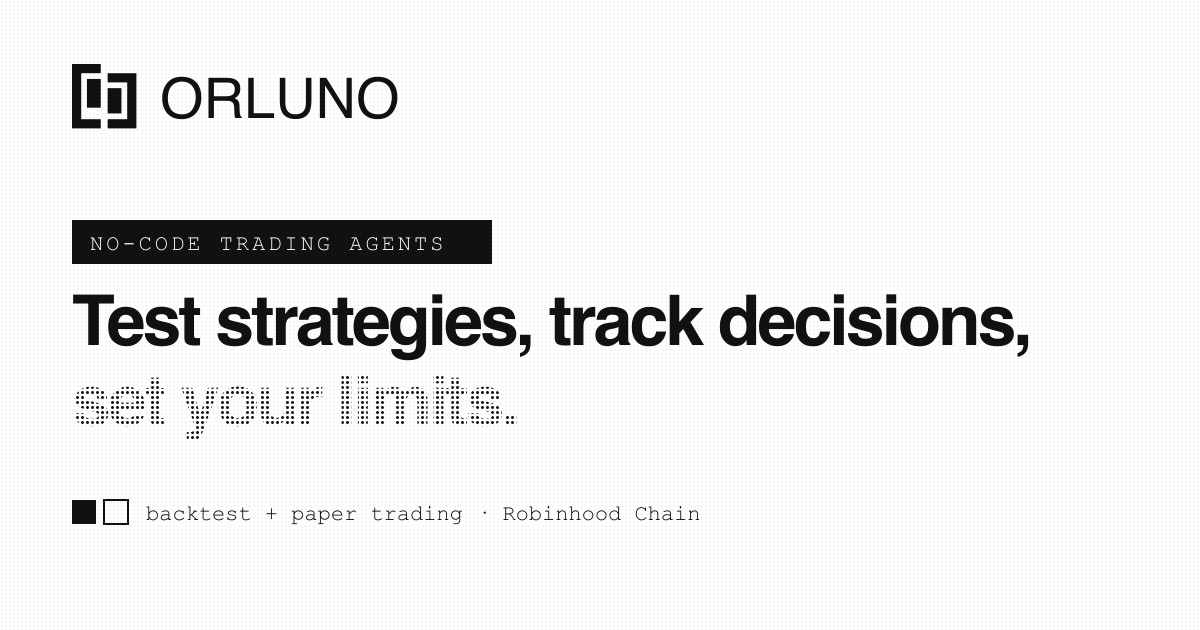 ORLUNO
NO-CODE TRADING AGENTS
Test strategies, track decisions,
set your limits.
backtest + paper trading · Robinhood Chain